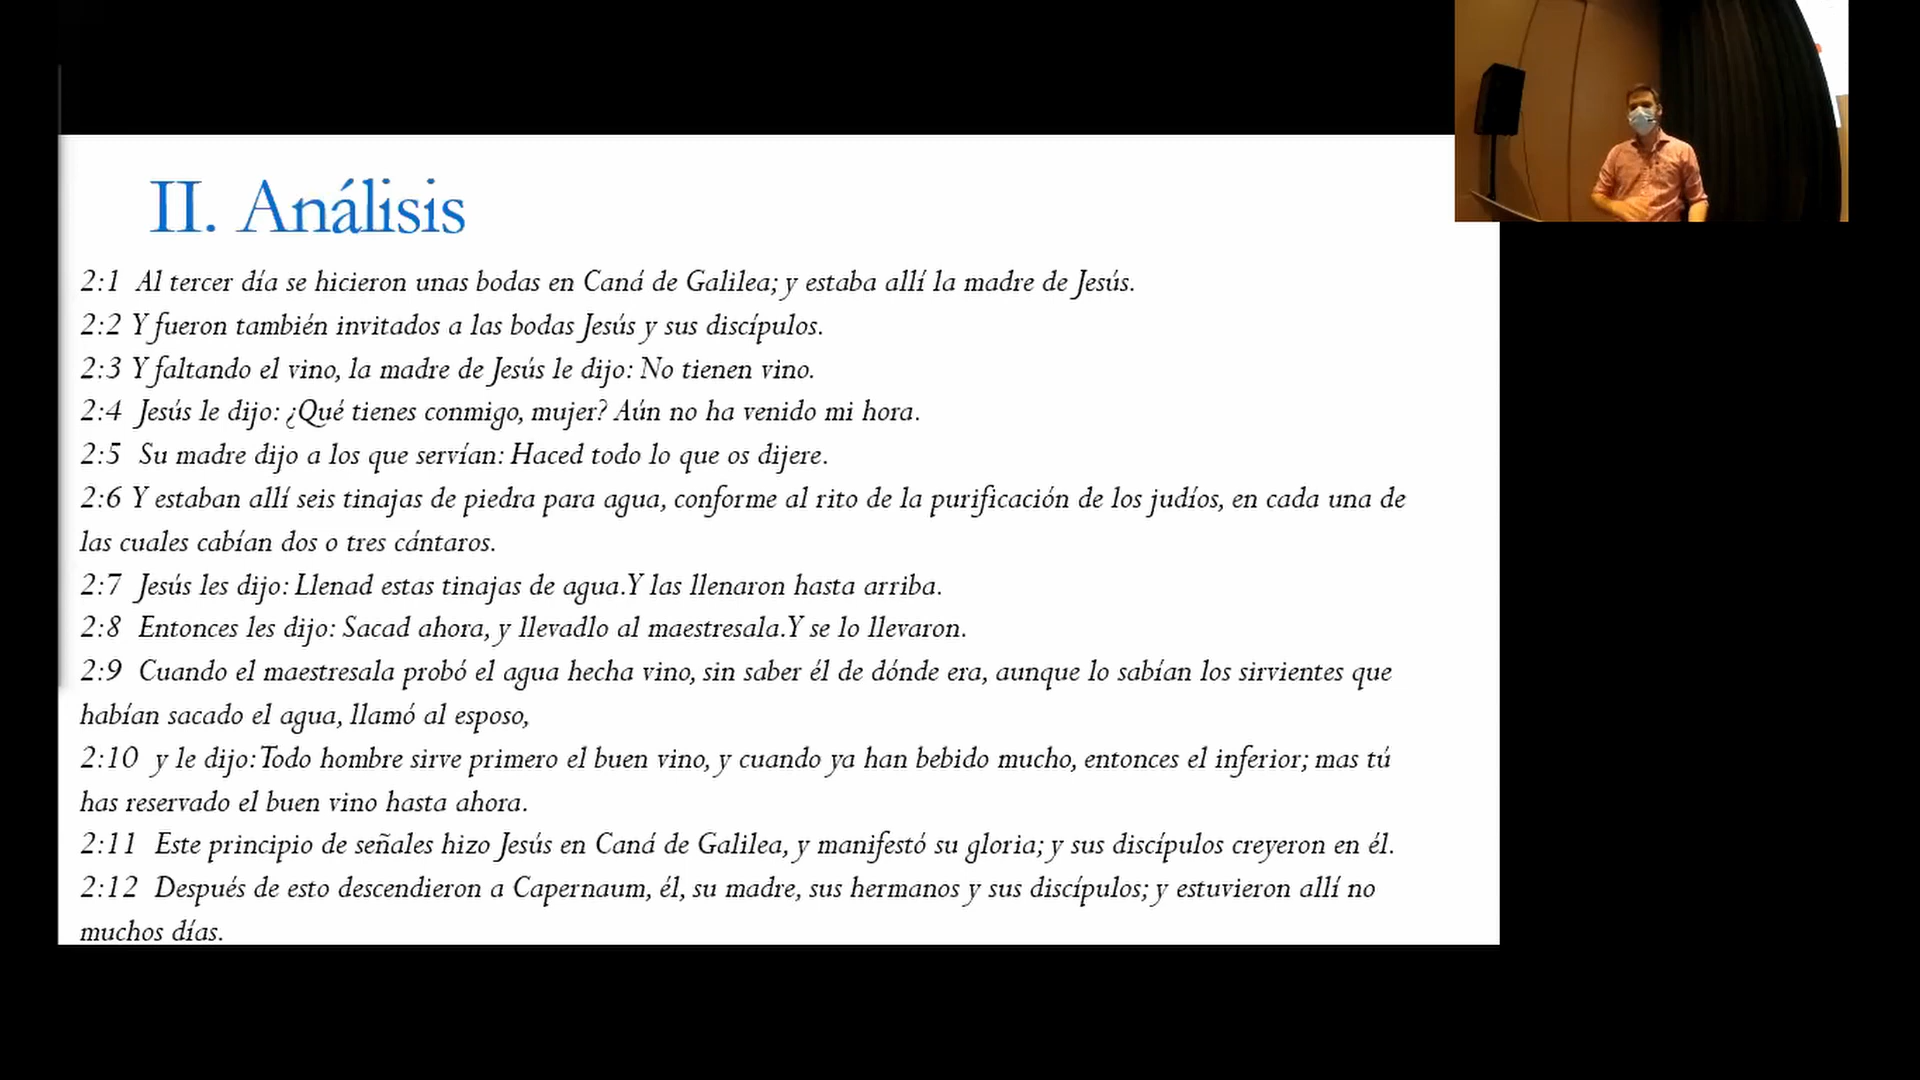 II. Análisis
2:1 Al tercer día se hicieron unas bodas en Caná de Galilea; y estaba allí la madre de Jesús.
2:2 Y fueron también invitados a las bodas Jesús y sus discípulos.
2:3 Y faltando el vino, la madre de Jesús le dijo: No tienen vino.
2:4 Jesús le dijo: ¿Qué tienes conmigo, mujer? Aún no ha venido mi hora.
2:5 Su madre dijo a los que servían: Haced todo lo que os dijere.
2:6 Y estaban allí seis tinajas de piedra para agua, conforme al rito de la purificación de los judíos, en cada una de
las cuales cabían dos o tres cántaros.
2:7 Jesús les dijo: Llenad estas tinajas de agua.Y las llenaron hasta arriba.
2:8 Entonces les dijo: Sacad ahora, y llevadlo al maestresala.Y se lo llevaron.
2:9 Cuando el maestresala probó el agua hecha vino, sin saber él de dónde era, aunque lo sabían los sirvientes que
habían sacado el agua, llamó al esposo,
2:10 y le dijo:Todo hombre sirve primero el buen vino, y cuando ya han bebido mucho, entonces el inferior; mas tú
has reservado el buen vino hasta ahora.
2:11 Este principio de señales hizo Jesús en Caná de Galilea, y manifestó su gloria; y sus discípulos creyeron en él.
2:12 Después de esto descendieron a Capernaum, él, su madre, sus hermanos y sus discípulos; y estuvieron allí no
muchos días.